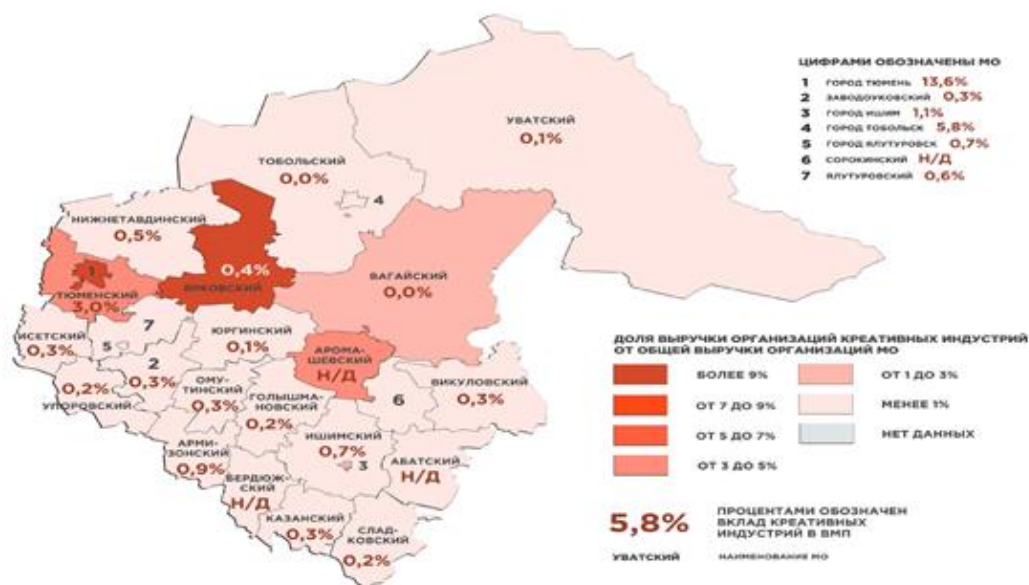 ЦИФРАМИ ОБОЗНАЧЕНЫ МО
1 ГОРОД ТЮМЕНЬ 13,6%
2 ЗАВОДОУКОВСКИЙ 0,3%
3 ГОРОД ИШИМ 1,1%
4 ГОРОД ТОБОЛЬСК 5,8%
5 ГОРОД ЯЛУТУРОВСК 0,7%
6 СОРОКИНСКИЙ Н/Д
7 ЯЛУТУРОВСКИЙ 0,6%
УВАТСКИЙ
0,1%
ТОБОЛЬСКИЙ
0,0%
4
НИЖНЕТАВДИНСКИЙ
0,5%
0,4%
ЯРКОВСКИЙ
ВАГАЙСКИЙ
0,0%
1
ТЮМЕНСКИЙ
3,0%
7
ИСЕТСКИЙ
0,3%
5
ЮРГИНСКИЙ
0,1%
АРОМА-
ШЕВСКИЙ
Н/Д
2
0,3%
0,2%
УПОРОВСКИЙ
ОМУ-
ТИНСКИЙ
0,3%
ГОЛЫШМА-
НОВСКИЙ
0,2%
6
ВИКУЛОВСКИЙ
0,3%
АРМИ-
ЗОНСКИЙ
0,9%
ИШИМСКИЙ
0,7%
3
АБАТСКИЙ
Н/Д
БЕРДЮЖ-
СКИЙ
Н/Д
КАЗАНСКИЙ
0,3%
СЛАД-
КОВСКИЙ
0,2%
ДОЛЯ ВЫРУЧКИ ОРГАНИЗАЦИЙ КРЕАТИВНЫХ ИНДУСТРИЙ
ОТ ОБЩЕЙ ВЫРУЧКИ ОРГАНИЗАЦИЙ МО
БОЛЕЕ 9%
ОТ 7 ДО 9%
ОТ 5 ДО 7%
ОТ 3 ДО 5%
ОТ 1 ДО 3%
МЕНЕЕ 1%
НЕТ ДАННЫХ
5,8%
ПРОЦЕНТАМИ ОБОЗНАЧЕН
ВКЛАД КРЕАТИВНЫХ
ИНДУСТРИЙ В ВМП
УВАТСКИЙ НАИМЕНОВАНИЕ МО